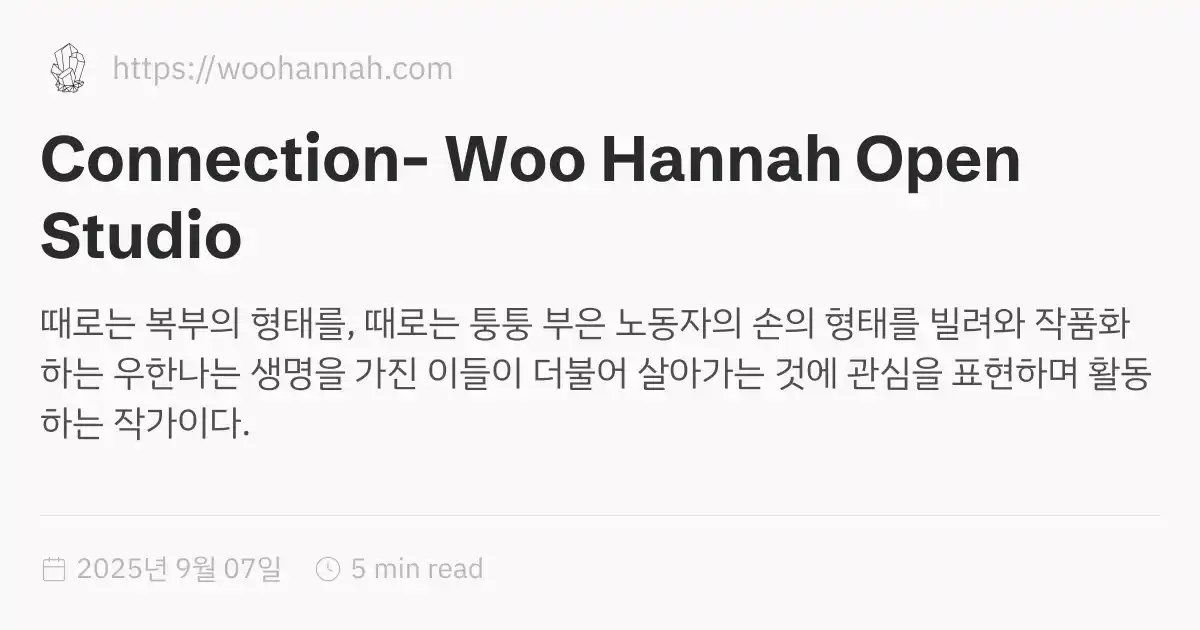 https://woohannah.com
Connection- Woo Hannah Open
Studio
때로는 복부의 형태를, 때로는 퉁퉁 부은 노동자의 손의 형태를 빌려와 작품화
하는 우한나는 생명을 가진 이들이 더불어 살아가는 것에 관심을 표현하며 활동
하는 작가이다.
2025년 9월 07일 5 min read